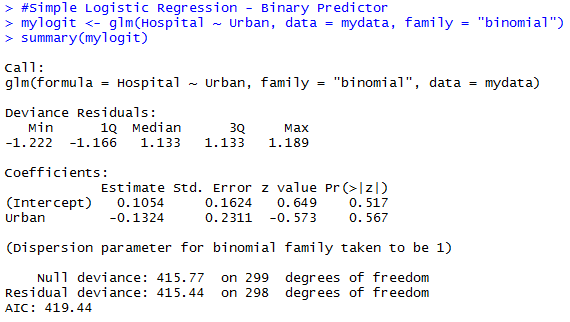 > #Simple Logistic Regression - Binary Predictor
> mylogit <- glm(Hospital ~ Urban, data = mydata, family = "binomial")
> summary(mylogit)
Call:
glm(formula = Hospital ~ Urban, family = "binomial", data = mydata)
Deviance Residuals:
Min 1Q Median 3Q Max
-1.222 -1.166 1.133 1.133 1.189
Coefficients:
Estimate Std. Error z value Pr(>|z|)
(Intercept) 0.1054 0.1624 0.649 0.517
Urban -0.1324 0.2311 -0.573 0.567
(Dispersion parameter for binomial family taken to be 1)
Null deviance: 415.77 on 299 degrees of freedom
Residual deviance: 415.44 on 298 degrees of freedom
AIC: 419.44